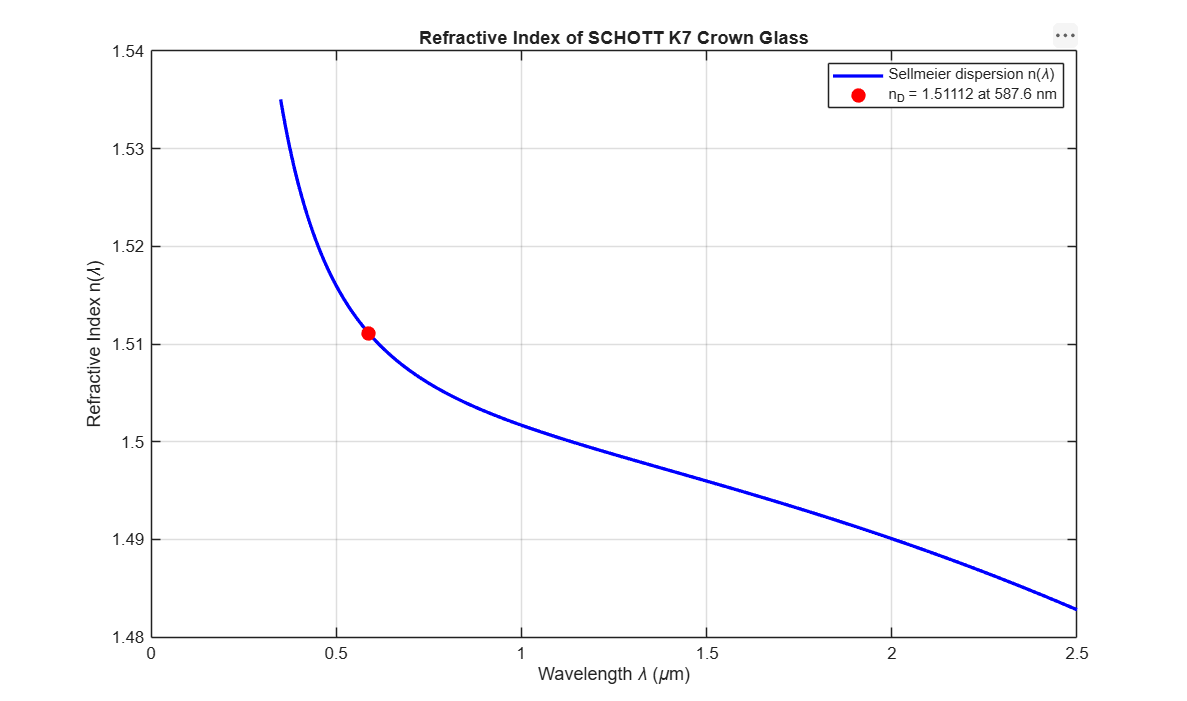 Refractive Index of SCHOTT K7 Crown Glass
Sellmeier dispersion n(λ)
n_D = 1.51112 at 587.6 nm
Refractive Index n(λ)
1.54
1.53
1.52
1.51
1.5
1.49
1.48
0 0.5 1 1.5 2 2.5
Wavelength λ (μm)